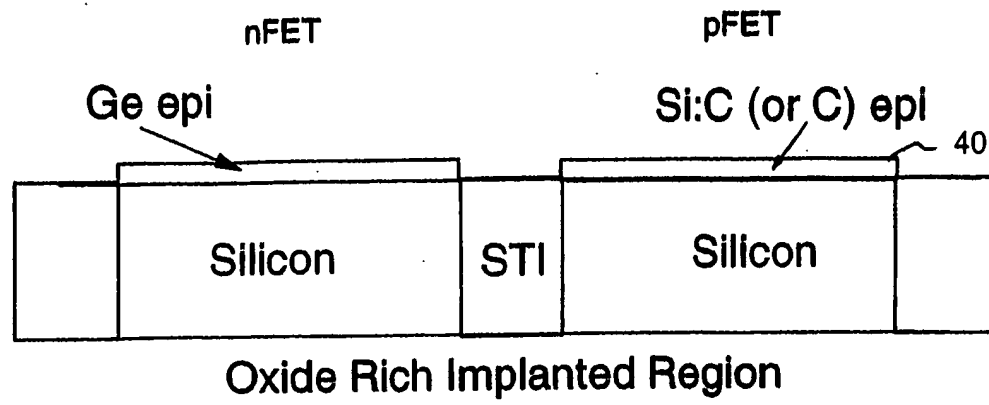 nFET
pFET
Ge epi
Si:C (or C) epi
40
Silicon
STI
Silicon
Oxide Rich Implanted Region